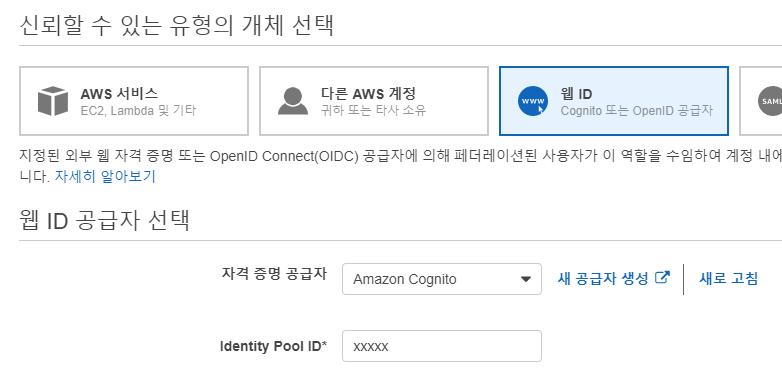 신뢰할 수 있는 유형의 개체 선택
AWS 서비스
EC2, Lambda 및 기타
다른 AWS 계정
귀하 또는 타사 소유
www
웹 ID
Cognito 또는 OpenID 공급자
SAML
지정된 외부 웹 자격 증명 또는 OpenID Connect(OIDC) 공급자에 의해 페더레이션된 사용자가 이 역할을 수임하여 계정 내에
니다. 자세히 알아보기
웹 ID 공급자 선택
자격 증명 공급자 Amazon Cognito 새 공급자 생성 새로 고침
Identity Pool ID* xxxxx